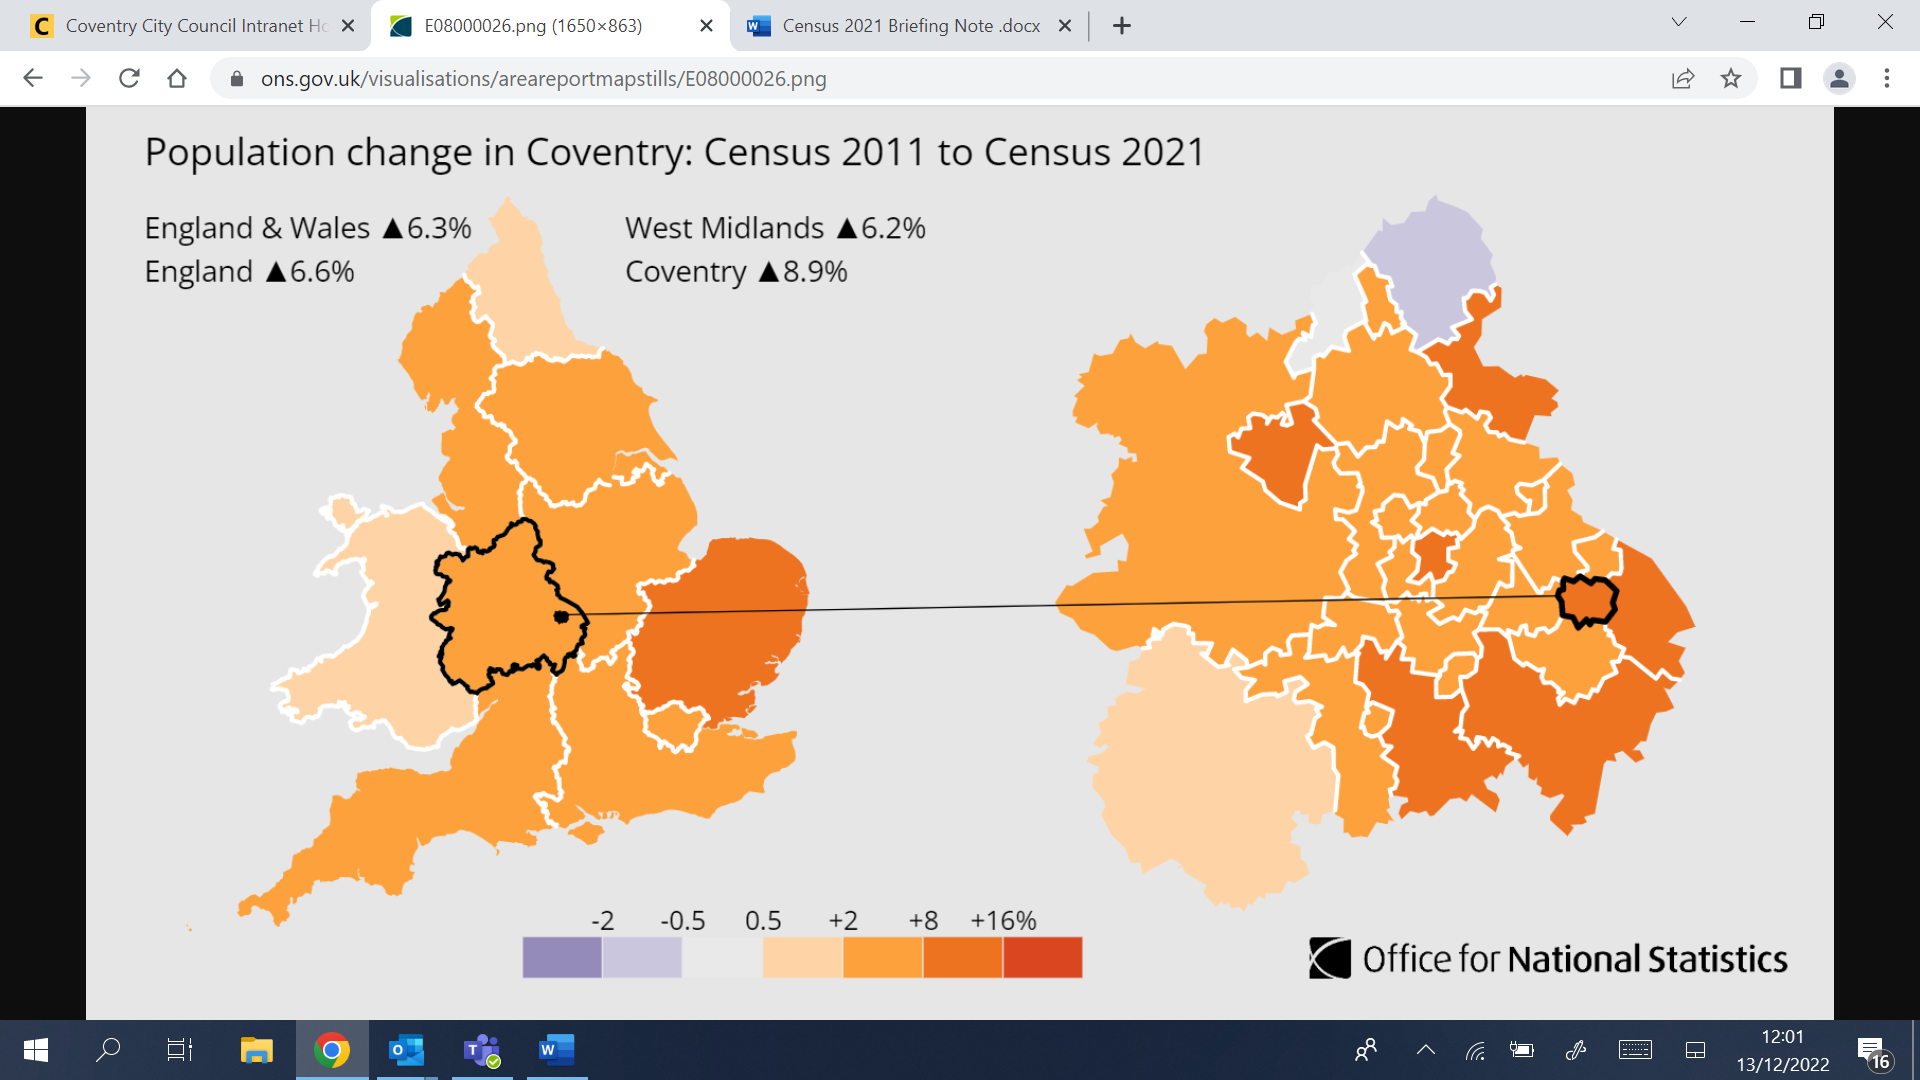 Coventry City Council Intranet Ho
E08000026.png (1650×863)
Census 2021 Briefing Note .docx
ons.gov.uk/visualisations/areareportmapstills/E08000026.png
Population change in Coventry: Census 2011 to Census 2021
England & Wales ▲6.3%
England ▲6.6%
West Midlands ▲6.2%
Coventry ▲8.9%
-2 -0.5 0.5 +2 +8 +16%
Office for National Statistics
12:01
13/12/2022
16